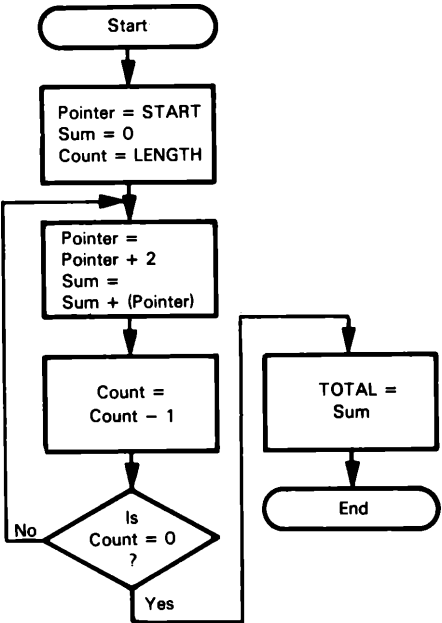 Start
Pointer = START
Sum = 0
Count = LENGTH
Pointer =
Pointer + 2
Sum =
Sum + (Pointer)
Count =
Count − 1
Is
Count = 0
?
No
Yes
TOTAL =
Sum
End